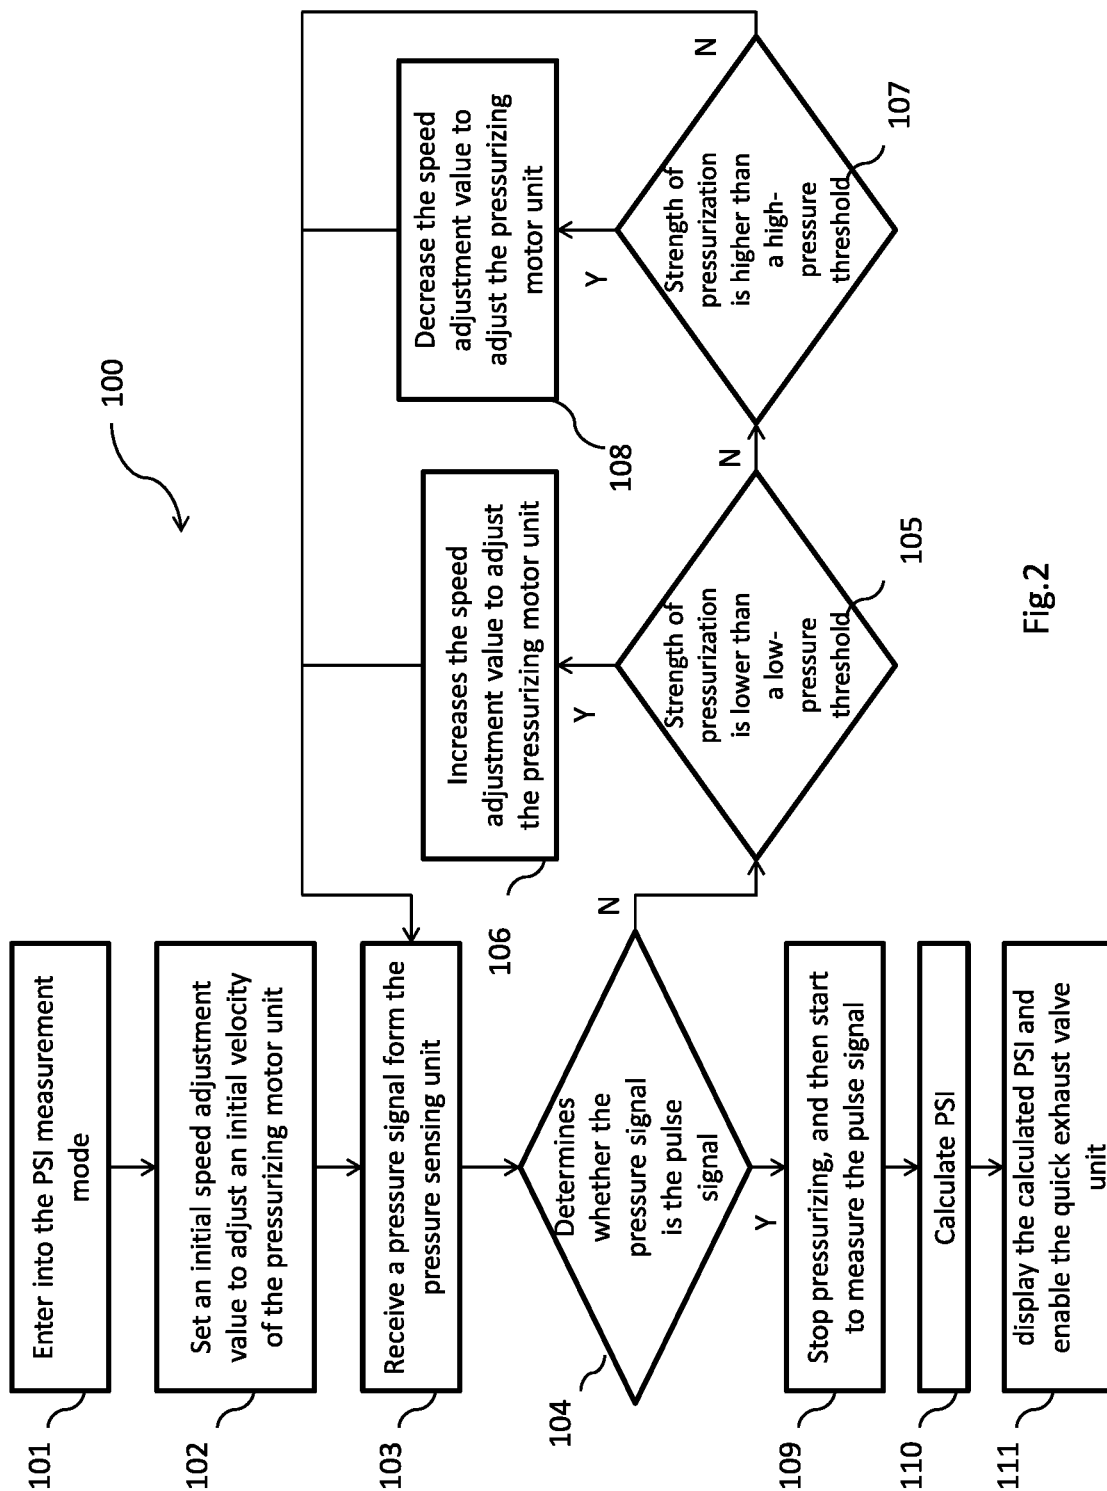 100
101
Enter into the PSI measurement
mode
102
Set an initial speed adjustment
value to adjust an initial velocity
of the pressurizing motor unit
103
Receive a pressure signal form the
pressure sensing unit
104
Determines
whether the
pressure signal
is the pulse
signal
N
Y
105
Strength of
pressurization
is lower than
a low-
pressure
threshold
Y
N
106
Increases the speed
adjustment value to adjust
the pressurizing motor unit
107
Strength of
pressurization
is higher than
a high-
pressure
threshold
Y
N
108
Decrease the speed
adjustment value to
adjust the pressurizing
motor unit
109
Stop pressurizing, and then start
to measure the pulse signal
110
Calculate PSI
111
display the calculated PSI and
enable the quick exhaust valve
unit
Fig.2